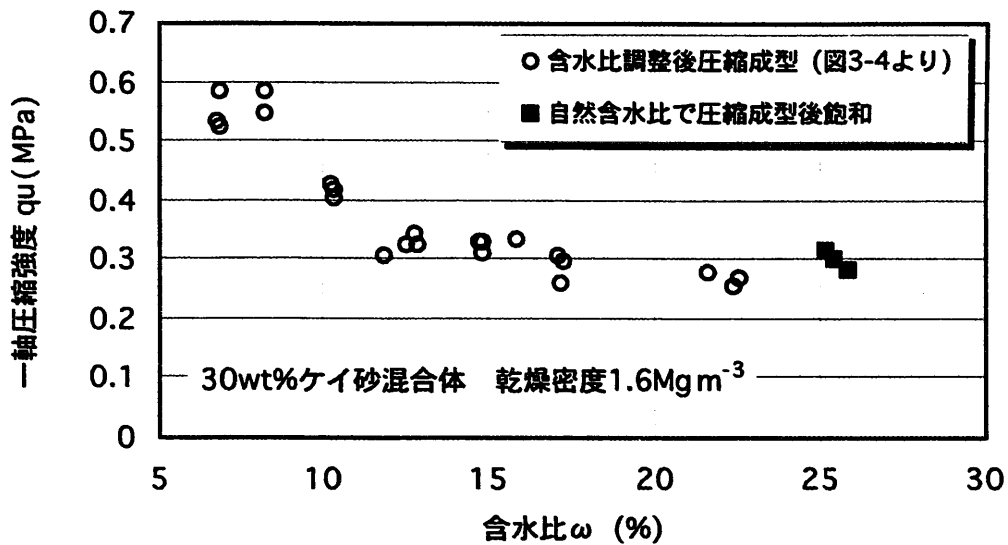 0.7
0.6
0.5
0.4
0.3
0.2
0.1
0
一軸圧縮強度 qu(MPa)
○ 含水比調整後圧縮成型 (図3-4より)
■ 自然含水比で圧縮成型後飽和
30wt%ケイ砂混合体 乾燥密度1.6Mgm⁻³
5 10 15 20 25 30
含水比ω (%)